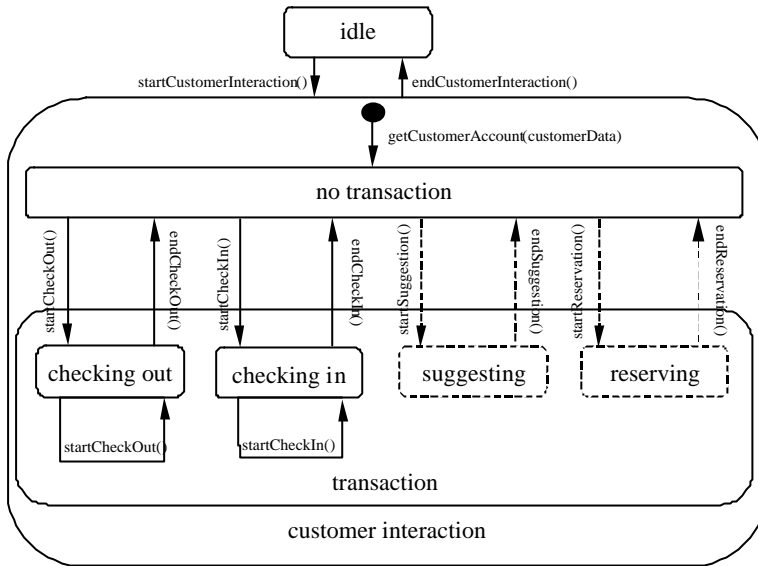 idle
startCustomerInteraction()
endCustomerInteraction()
getCustomerAccount(customerData)
no transaction
startCheckOut()
endCheckOut()
startCheckIn()
endCheckIn()
startSuggestion()
endSuggestion()
startReservation()
endReservation()
checking out
checking in
suggesting
reserving
startCheckOut()
startCheckIn()
transaction
customer interaction